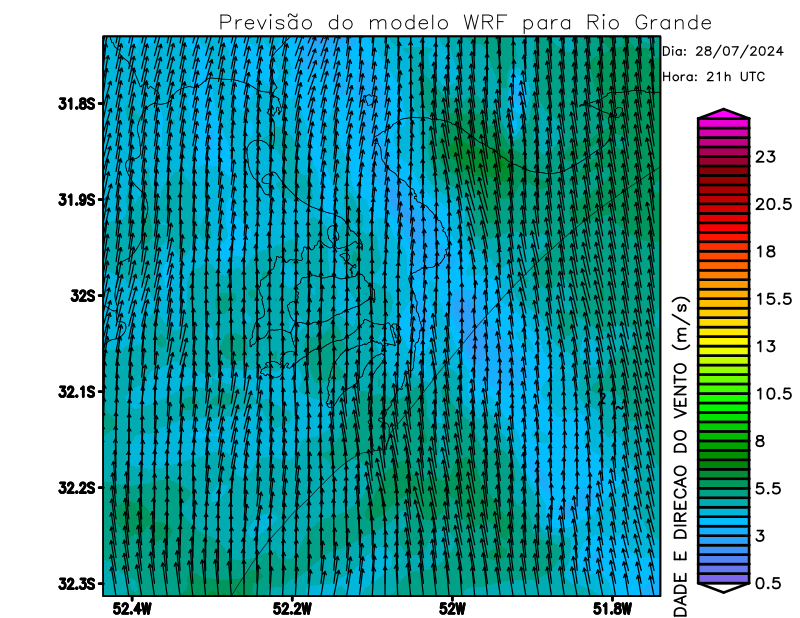 Previsão do modelo WRF para Rio Grande
Dia: 28/07/2024
Hora: 21h UTC
31.8S
31.9S
32S
32.1S
32.2S
32.3S
52.4W
52.2W
52W
51.8W
DADE E DIRECAO DO VENTO (m/s)
23
20.5
18
15.5
13
10.5
8
5.5
3
0.5